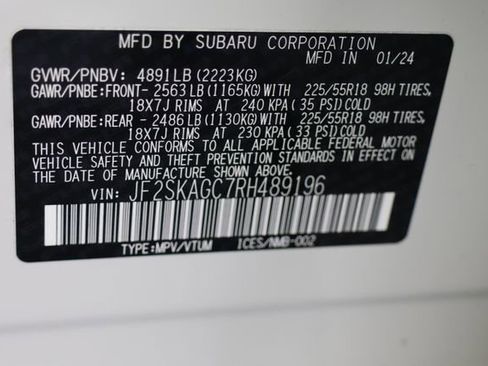 MFD BY SUBARU CORPORATION
MFD IN 01/24
GVWR/PNBV: 4891LB(2223KG)
GAWR/PNBE:FRONT- 2563LB(1165KG)WITH 225/55R18 98H TIRES,
18X7J RIMS AT 240 KPA(35 PSI)COLD
GAWR/PNBE:REAR - 2486LB(1130KG)WITH 225/55R18 98H TIRES,
18X7J RIMS AT 230 KPA(33 PSI)COLD
THIS VEHICLE CONFORMS TO ALL APPLICABLE FEDERAL MOTOR
VEHICLE SAFETY AND THEFT PREVENTION STANDARDS IN EFFECT ON
THE DATE OF MANUFACTURE SHOWN ABOVE.
VIN: JF2SKAGC7RH489196
TYPE:MPV/VTUM ICES/NMB-002